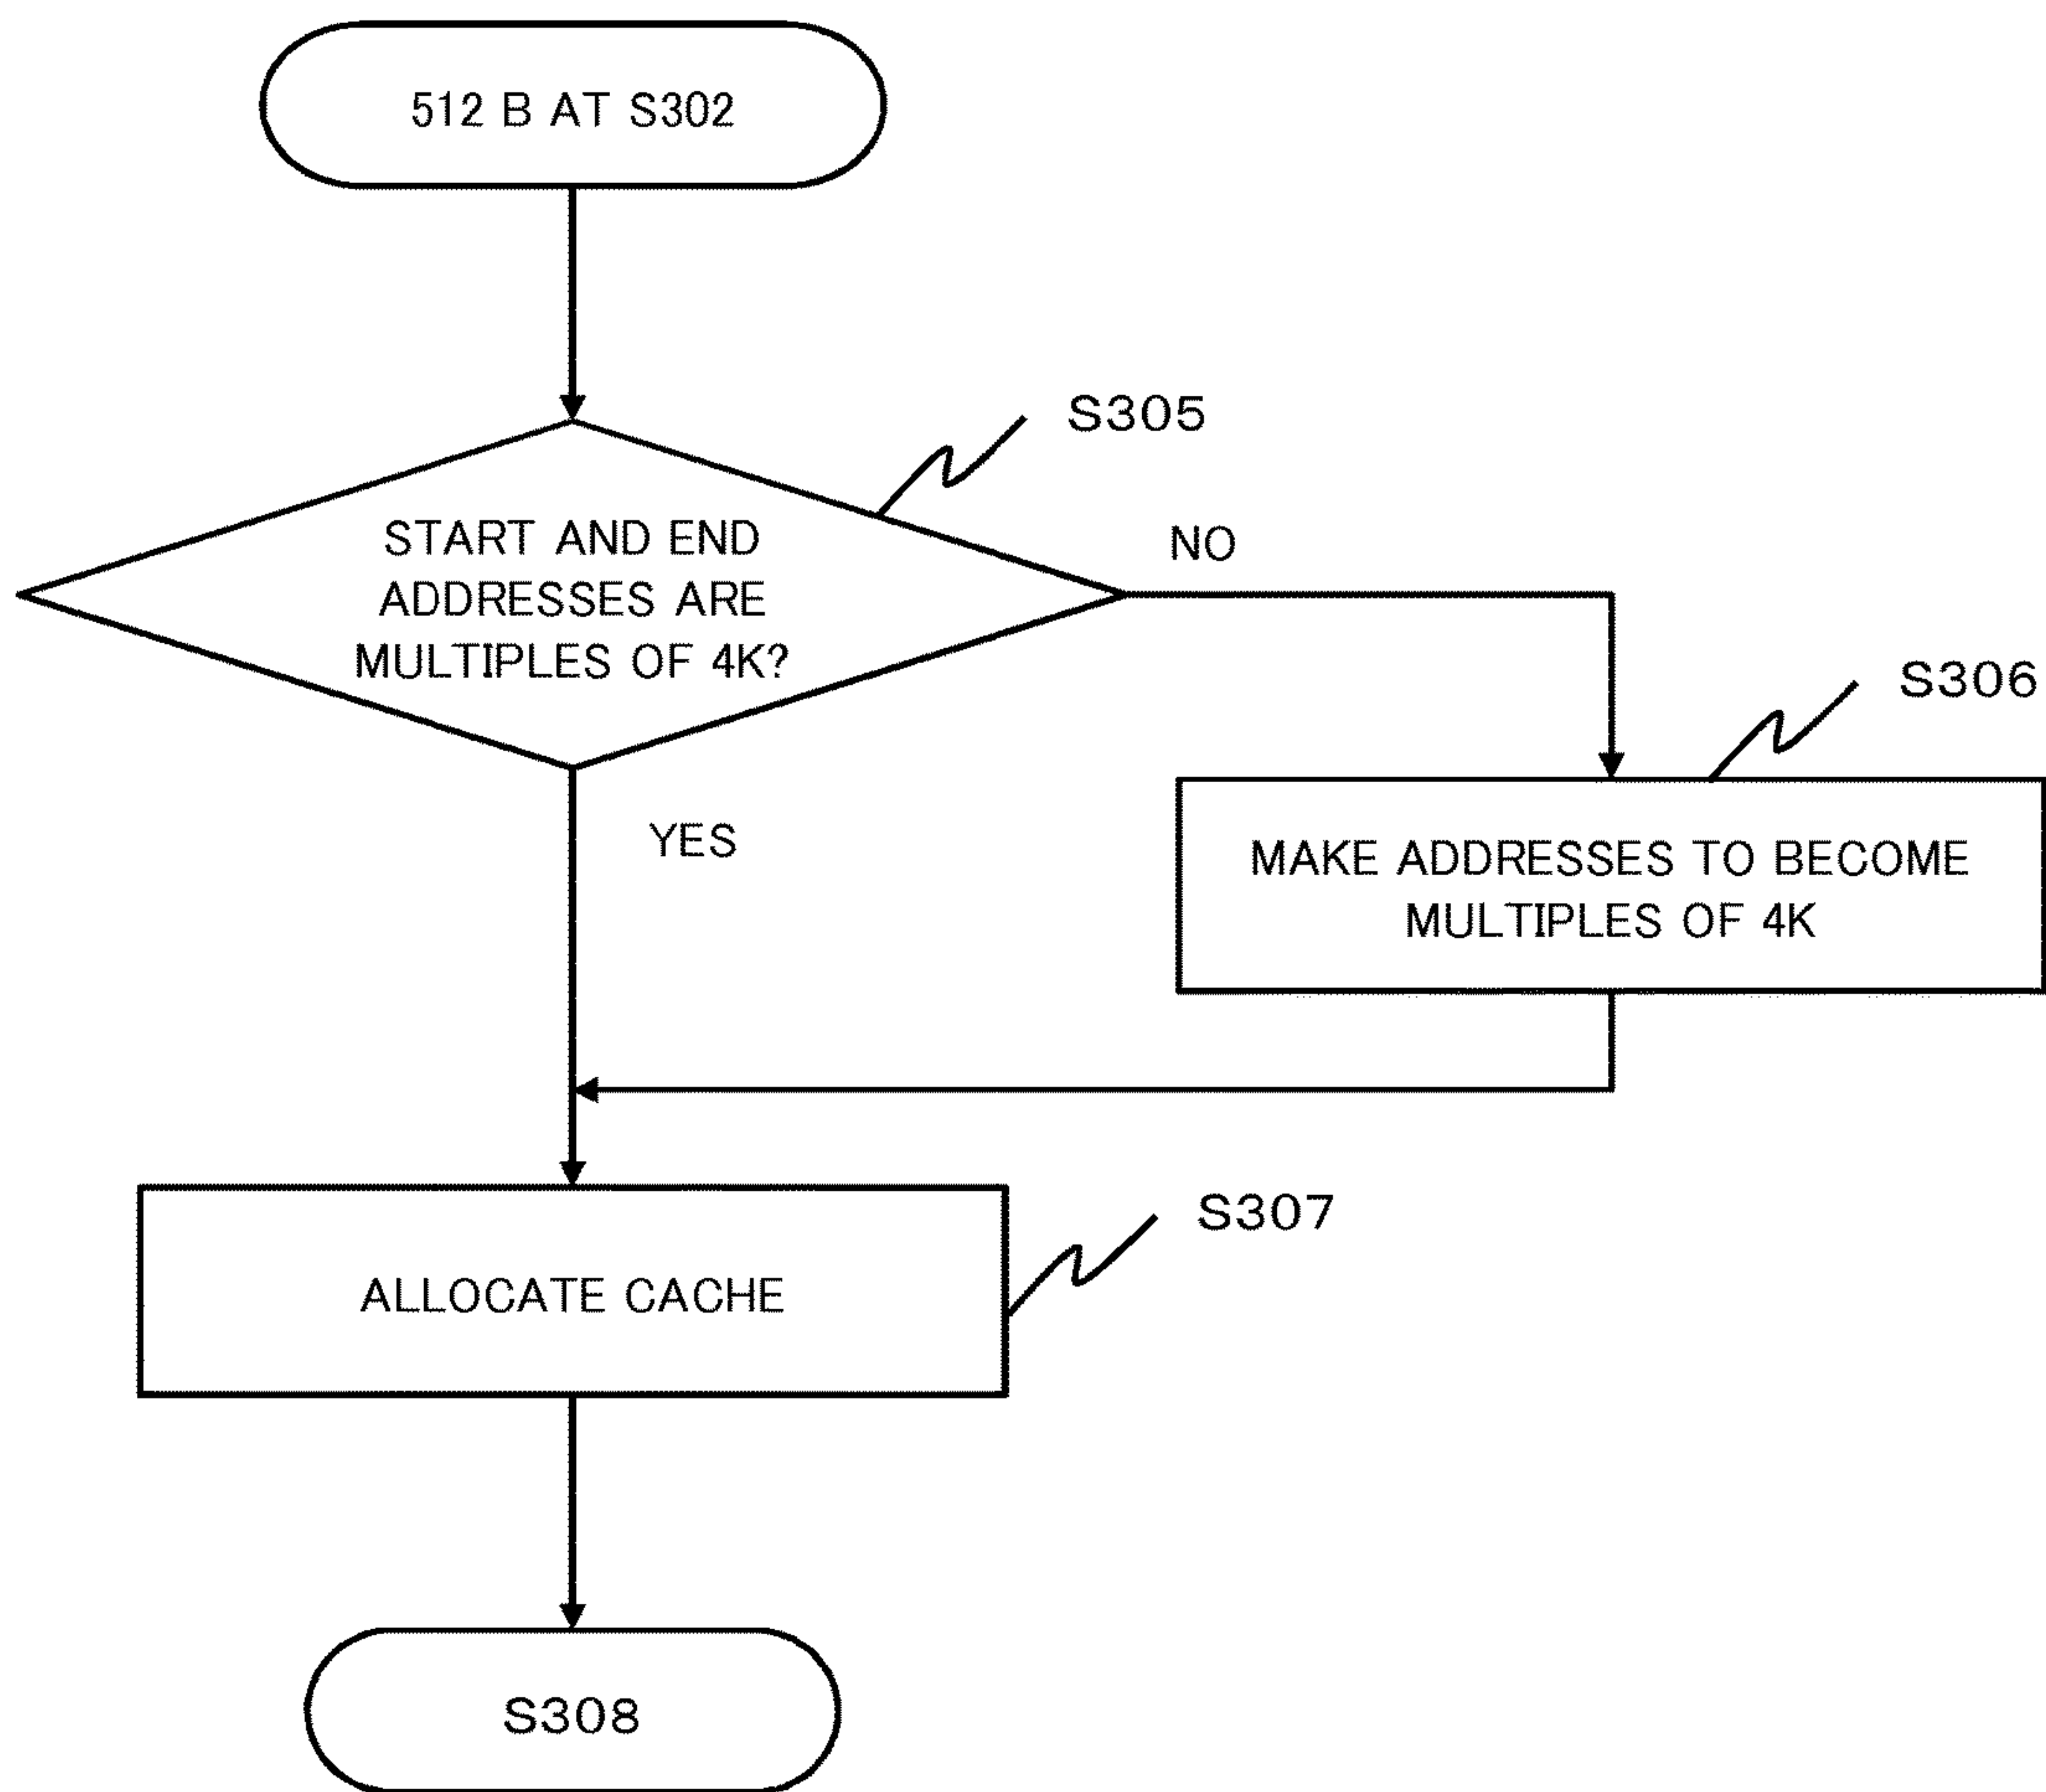 512 B AT S302
S305
START AND END
ADDRESSES ARE
MULTIPLES OF 4K?
NO
S306
MAKE ADDRESSES TO BECOME
MULTIPLES OF 4K
YES
S307
ALLOCATE CACHE
S308